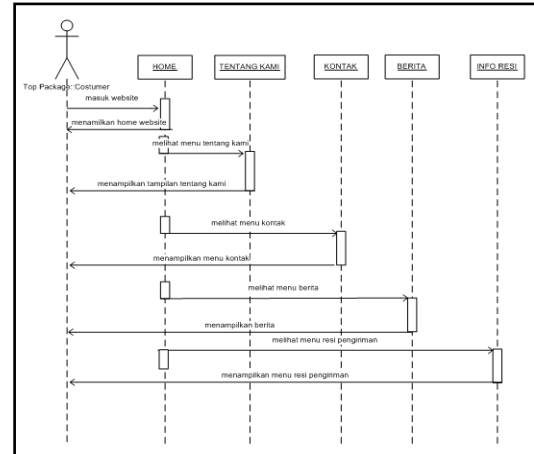 HOME
TENTANG KAMI
KONTAK
BERITA
INFO RESI
Top Package::Costumer
masuk website
menamilkan home website
melihat menu tentang kami
menampilkan tampilan tentang kami
melihat menu kontak
menampilkan menu kontak
melihat menu berita
menampilkan berita
melihat menu resi pengiriman
menampilkan menu resi pengiriman